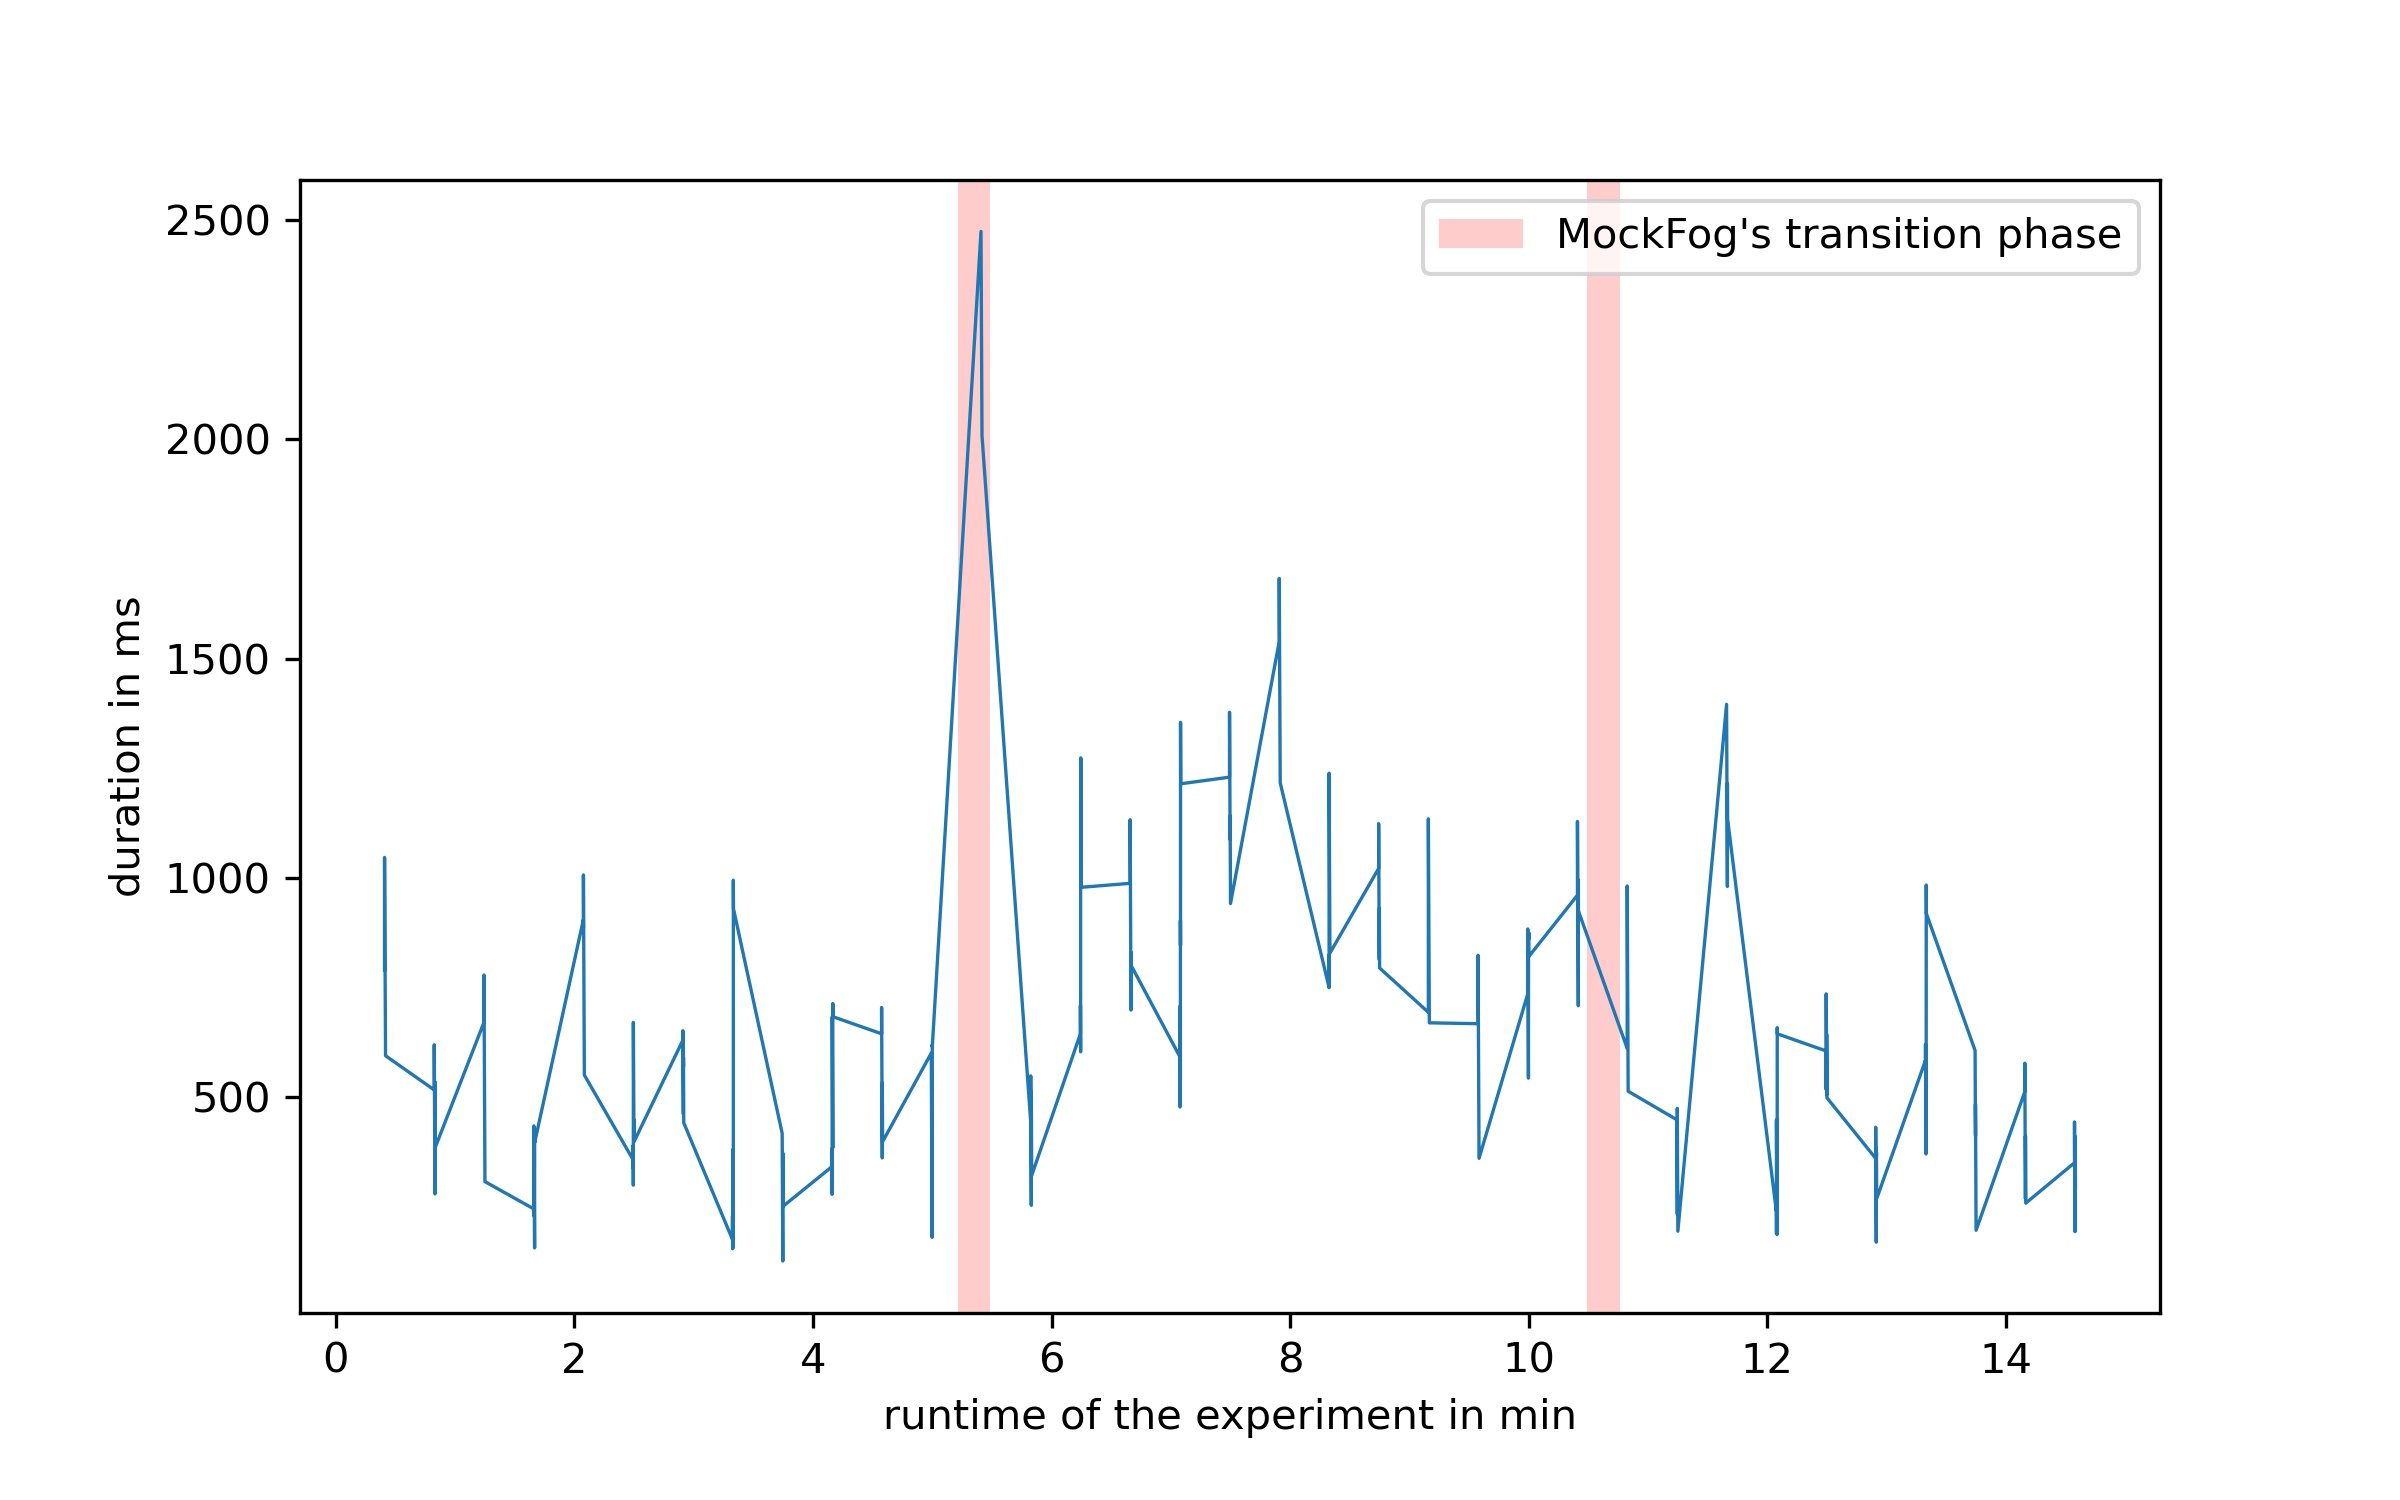 MockFog's transition phase
2500
2000
1500
1000
500
duration in ms
0 2 4 6 8 10 12 14
runtime of the experiment in min